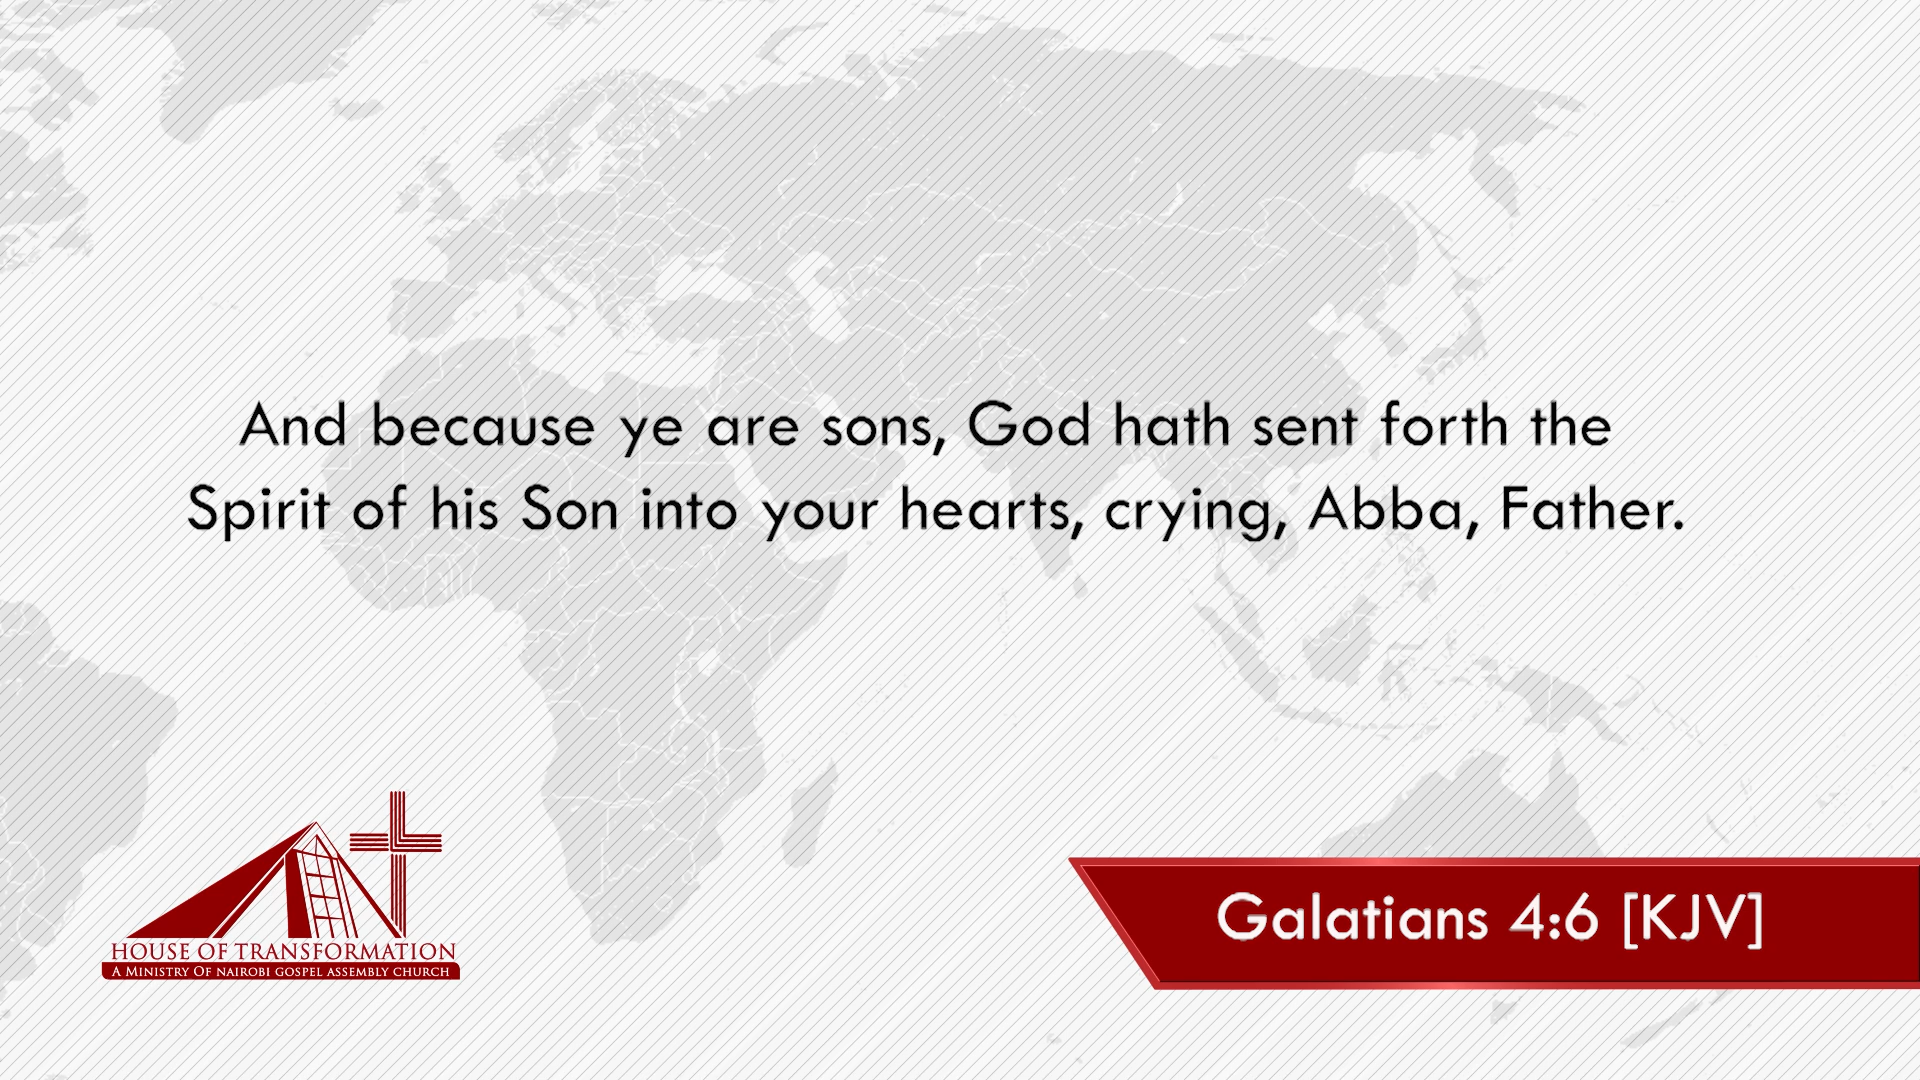 And because ye are sons, God hath sent forth the
Spirit of his Son into your hearts, crying, Abba, Father.
HOUSE OF TRANSFORMATION
A MINISTRY OF NAIROBI GOSPEL ASSEMBLY CHURCH
Galatians 4:6 [KJV]